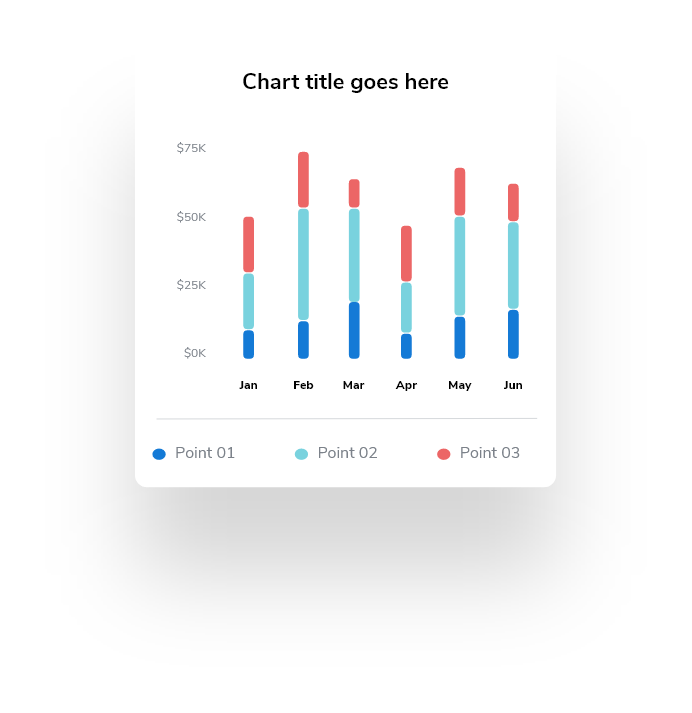 Chart title goes here
$75K
$50K
$25K
$0K
Jan Feb Mar Apr May Jun
Point 01 Point 02 Point 03